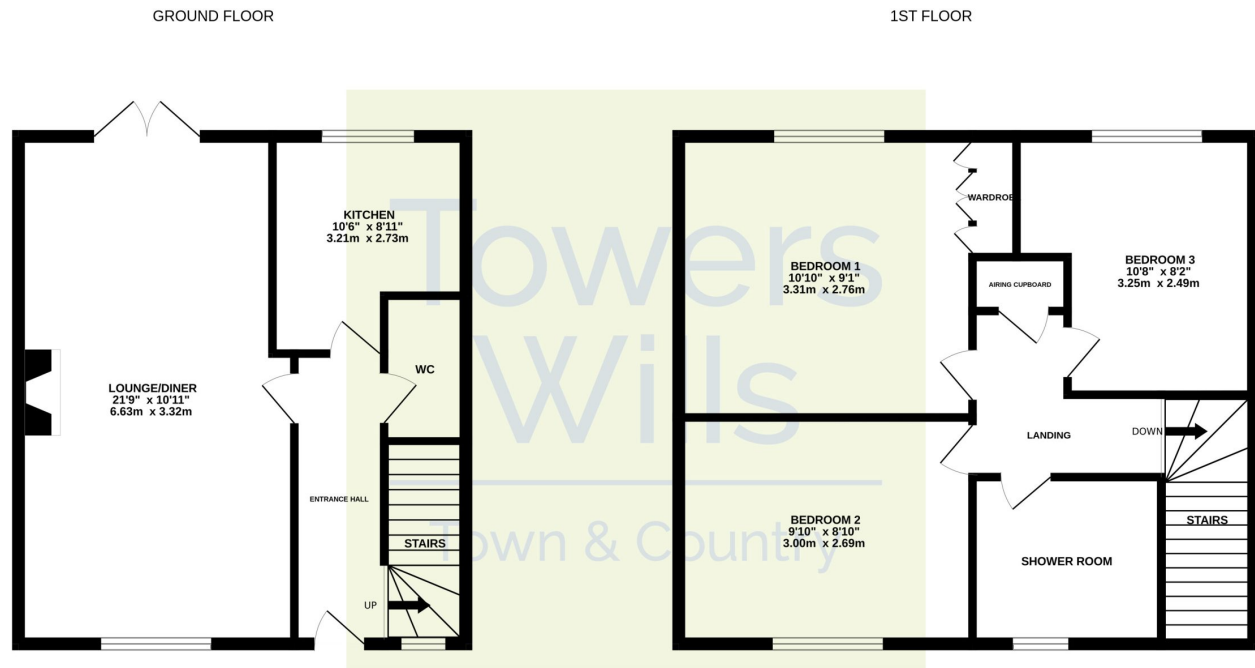 GROUND FLOOR
1ST FLOOR
KITCHEN
10'6" x 8'11"
3.21m x 2.73m
LOUNGE/DINER
21'9" x 10'11"
6.63m x 3.32m
WC
ENTRANCE HALL
STAIRS
UP
WARDROBE
BEDROOM 1
10'10" x 9'1"
3.31m x 2.76m
AIRING CUPBOARD
BEDROOM 3
10'8" x 8'2"
3.25m x 2.49m
LANDING
DOWN
BEDROOM 2
9'10" x 8'10"
3.00m x 2.69m
STAIRS
SHOWER ROOM
Towers
Wills
Town & Country